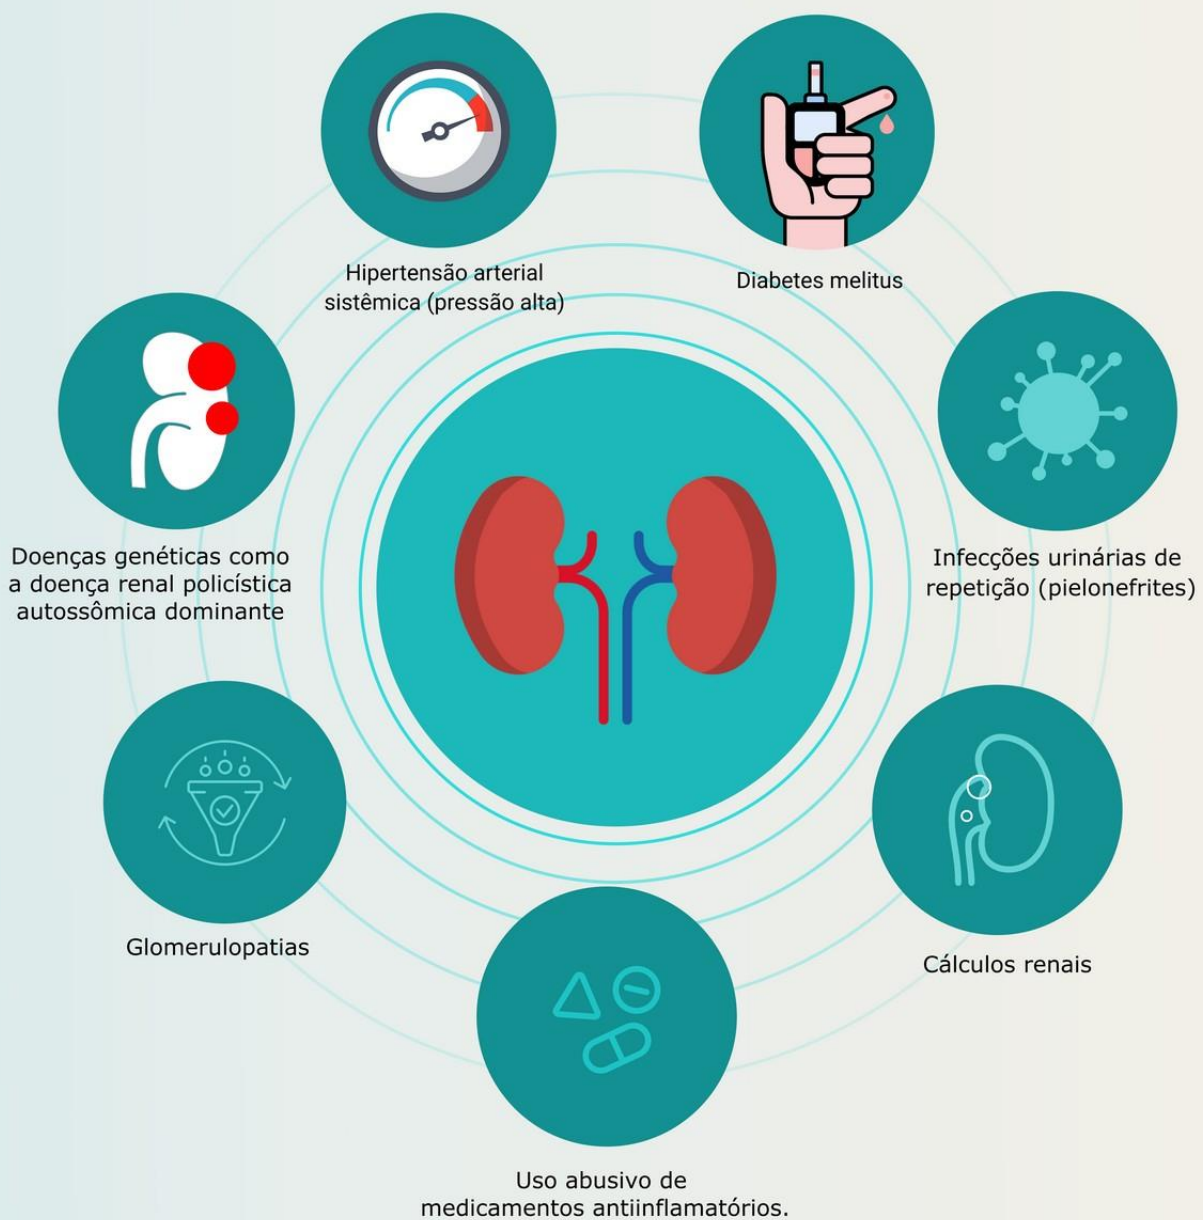 Hipertensão arterial
sistêmica (pressão alta)
Diabetes melitus
Doenças genéticas como
a doença renal policística
autossômica dominante
Infecções urinárias de
repetição (pielonefrites)
Glomerulopatias
Cálculos renais
Uso abusivo de
medicamentos antiinflamatórios.